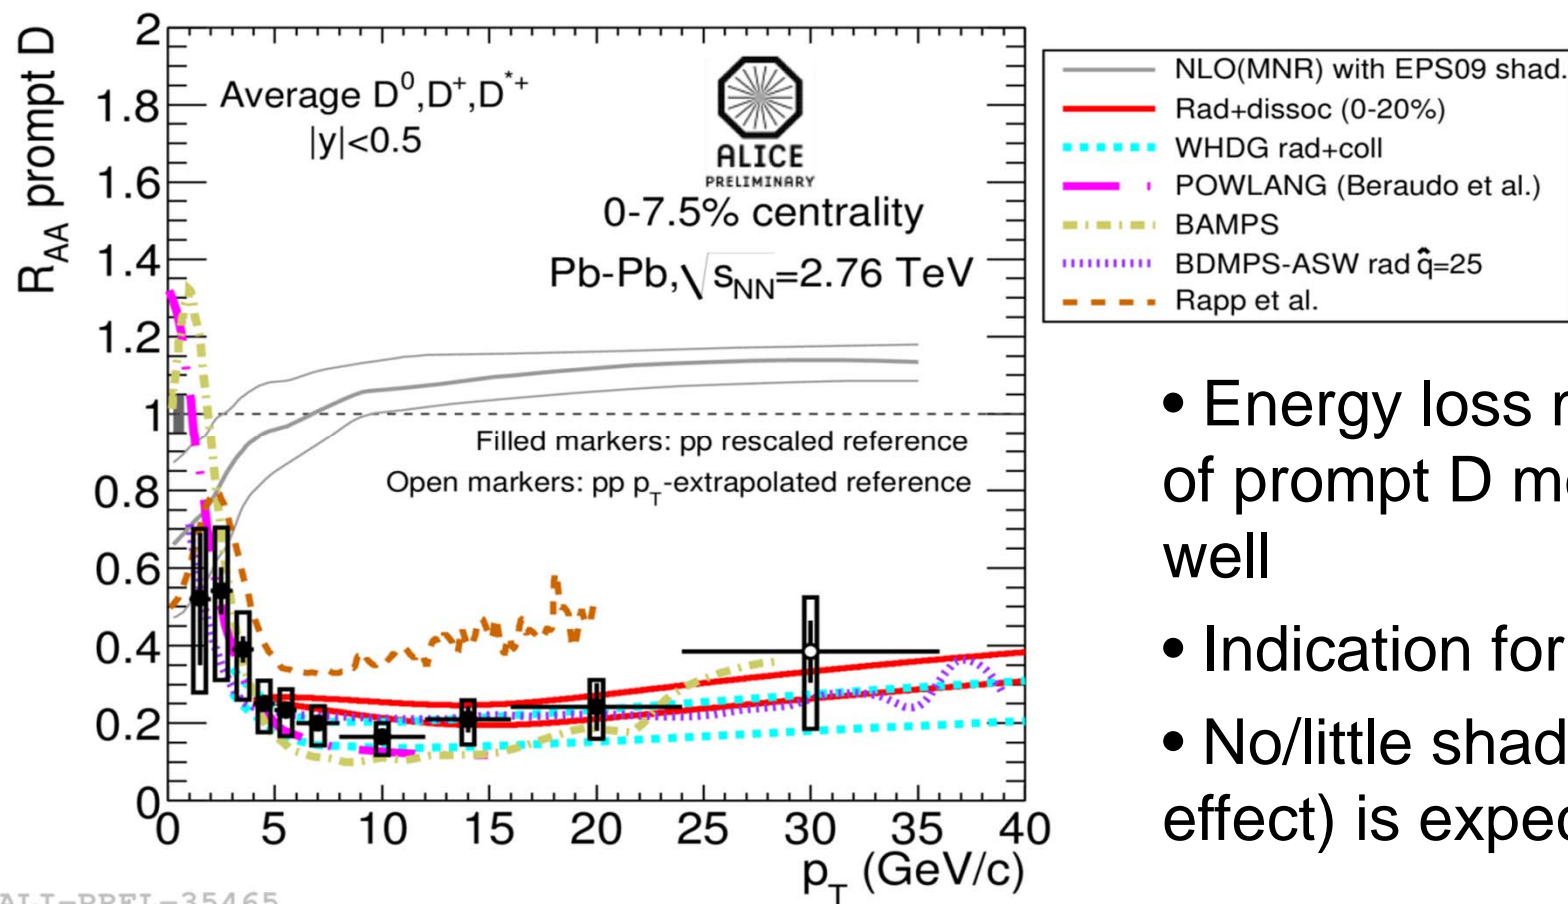 R_AA prompt D
2
1.8
1.6
1.4
1.2
1
0.8
0.6
0.4
0.2
0
Average D⁰,D⁺,D*⁺
|y|<0.5
ALICE
PRELIMINARY
0-7.5% centrality
Pb-Pb,√s_NN=2.76 TeV
Filled markers: pp rescaled reference
Open markers: pp p_T-extrapolated reference
0 5 10 15 20 25 30 35 40
p_T (GeV/c)
NLO(MNR) with EPS09 shad.
Rad+dissoc (0-20%)
WHDG rad+coll
POWLANG (Beraudo et al.)
BAMPS
BDMPS-ASW rad q̂=25
Rapp et al.
• Energy loss
of prompt D
well
• Indication for
• No/little
effect) is